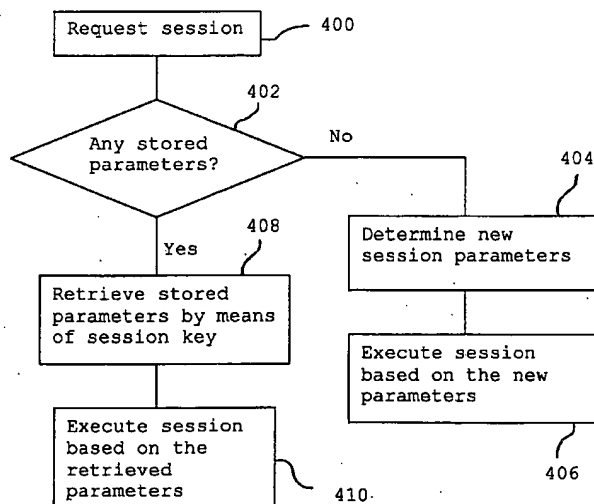 Request session
400
402
Any stored
parameters?
No
404
Yes
408
Determine new
session parameters
Retrieve stored
parameters by means
of session key
Execute session
based on the new
parameters
406
Execute session
based on the
retrieved
parameters
410